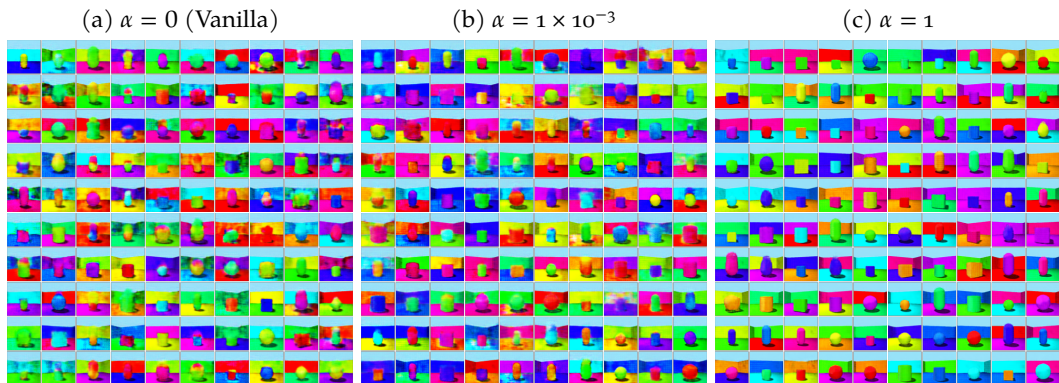 (a) α = 0 (Vanilla)
(b) α = 1 × 10⁻³
(c) α = 1